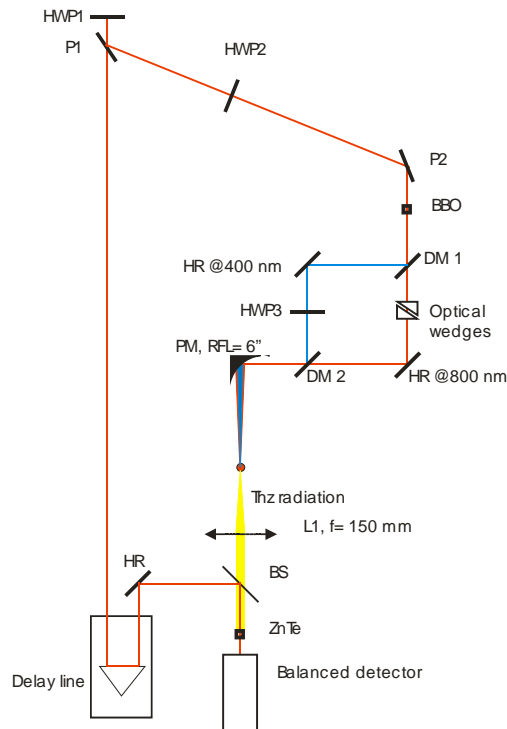 HWP1
P1
HWP2
P2
BBO
DM 1
HR @400 nm
HWP3
Optical
wedges
PM, RFL= 6”
DM 2
HR @800 nm
Thz radiation
L1, f= 150 mm
HR
BS
ZnTe
Delay line
Balanced detector